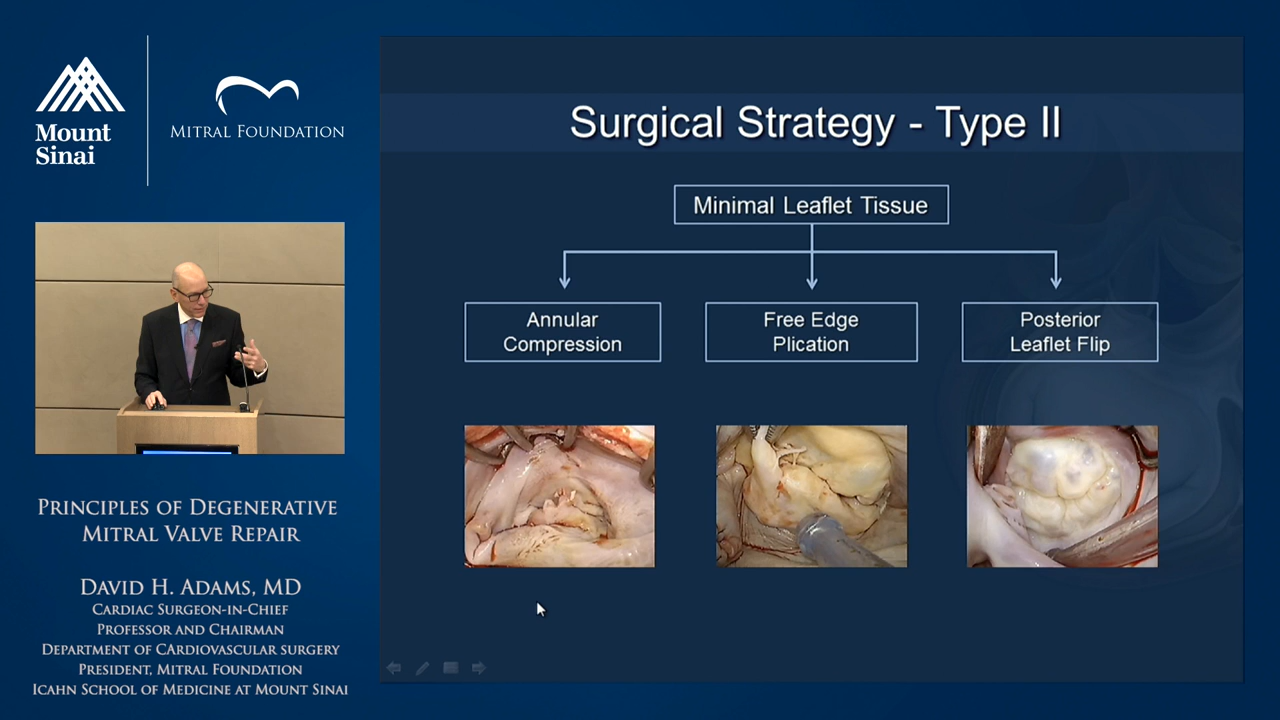 Mount
Sinai
MITRAL FOUNDATION
PRINCIPLES OF DEGENERATIVE
MITRAL VALVE REPAIR
DAVID H. ADAMS, MD
CARDIAC SURGEON-IN-CHIEF
PROFESSOR AND CHAIRMAN
DEPARTMENT OF CARDIOVASCULAR SURGERY
PRESIDENT, MITRAL FOUNDATION
ICAHN SCHOOL OF MEDICINE AT MOUNT SINAI
Surgical Strategy - Type II
Minimal Leaflet Tissue
Annular
Compression
Free Edge
Plication
Posterior
Leaflet Flip